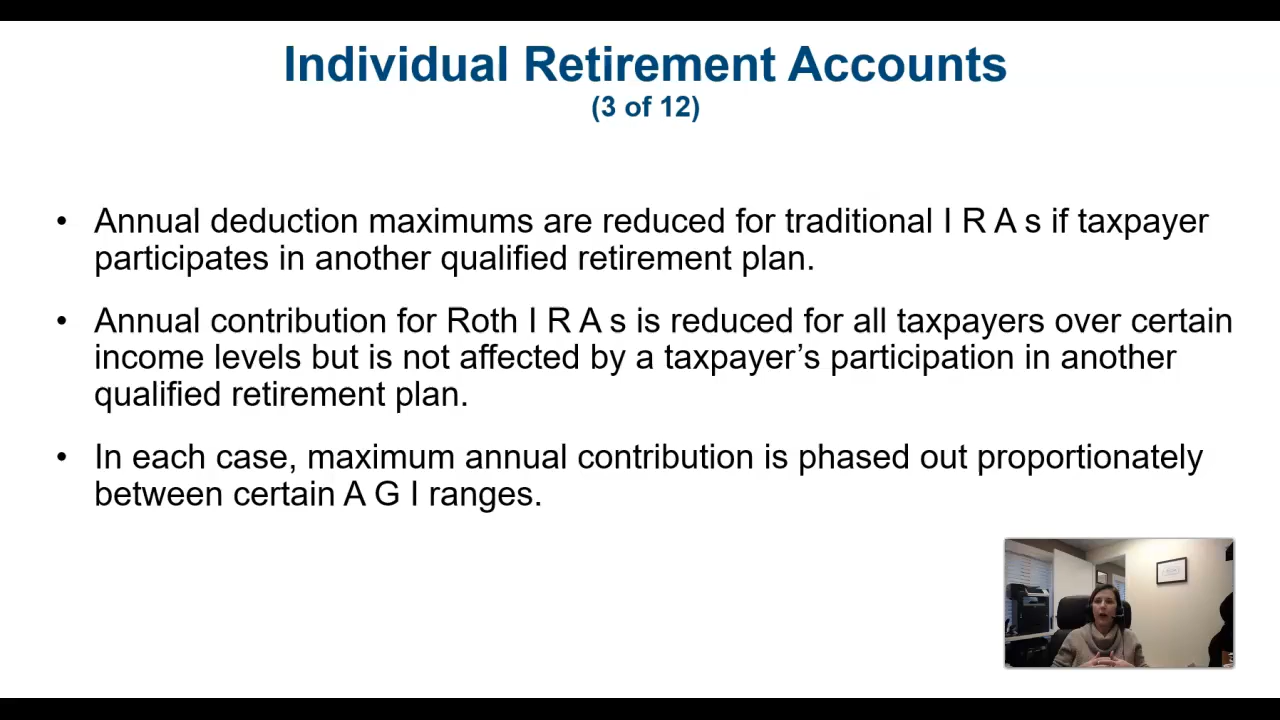 Individual Retirement Accounts
(3 of 12)
• Annual deduction maximums are reduced for traditional I R A s if taxpayer
participates in another qualified retirement plan.
• Annual contribution for Roth I R A s is reduced for all taxpayers over certain
income levels but is not affected by a taxpayer’s participation in another
qualified retirement plan.
• In each case, maximum annual contribution is phased out proportionately
between certain A G I ranges.